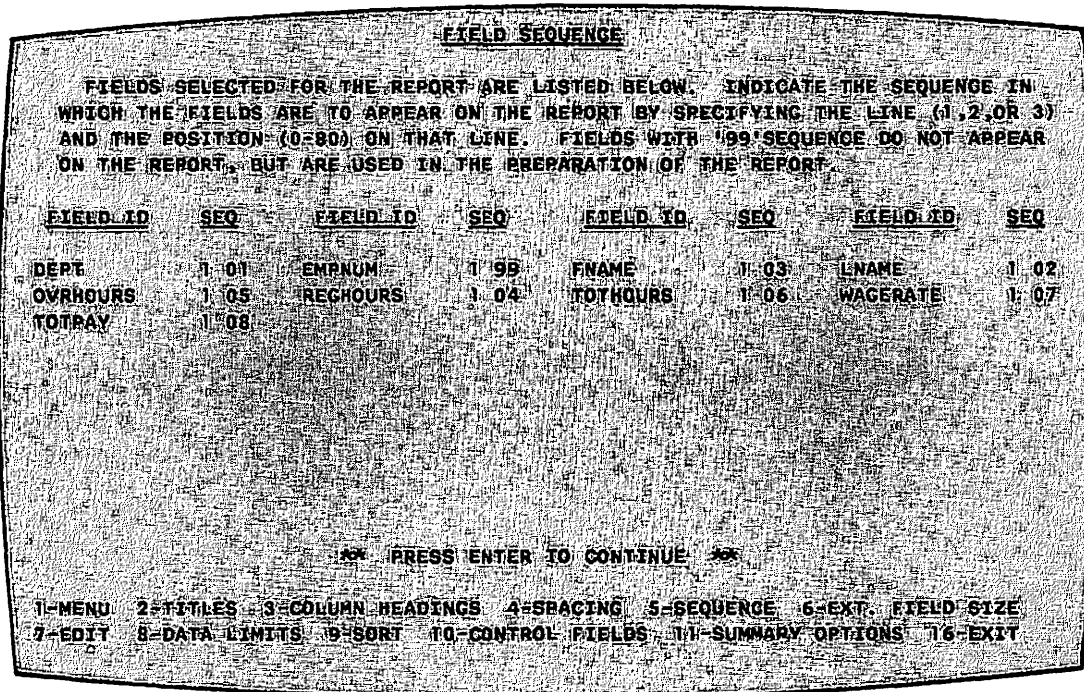 FIELD SEQUENCE
FIELDS SELECTED FOR THE REPORT ARE LISTED BELOW. INDICATE THE SEQUENCE IN
WHICH THE FIELDS ARE TO APPEAR ON THE REPORT BY SPECIFYING THE LINE (1,2,OR 3)
AND THE POSITION (0-80) ON THAT LINE. FIELDS WITH '99' SEQUENCE DO NOT APPEAR
ON THE REPORT, BUT ARE USED IN THE PREPARATION OF THE REPORT.
FIELD ID SEQ FIELD ID SEQ FIELD ID SEQ FIELD ID SEQ
DEPT 1 01 EMPNUM 1 99 FNAME 1 03 LNAME 1 02
OVRHOURS 1 05 REGHOURS 1 04 TOTHOURS 1 06 WAGERATE 1 07
TOTPAY 1 08
** PRESS ENTER TO CONTINUE **
1-MENU 2-TITLES 3-COLUMN HEADINGS 4-SPACING 5-SEQUENCE 6-EXT. FIELD SIZE
7-EDIT 8-DATA LIMITS 9-SORT 10-CONTROL FIELDS 11-SUMMARY OPTIONS 16-EXIT